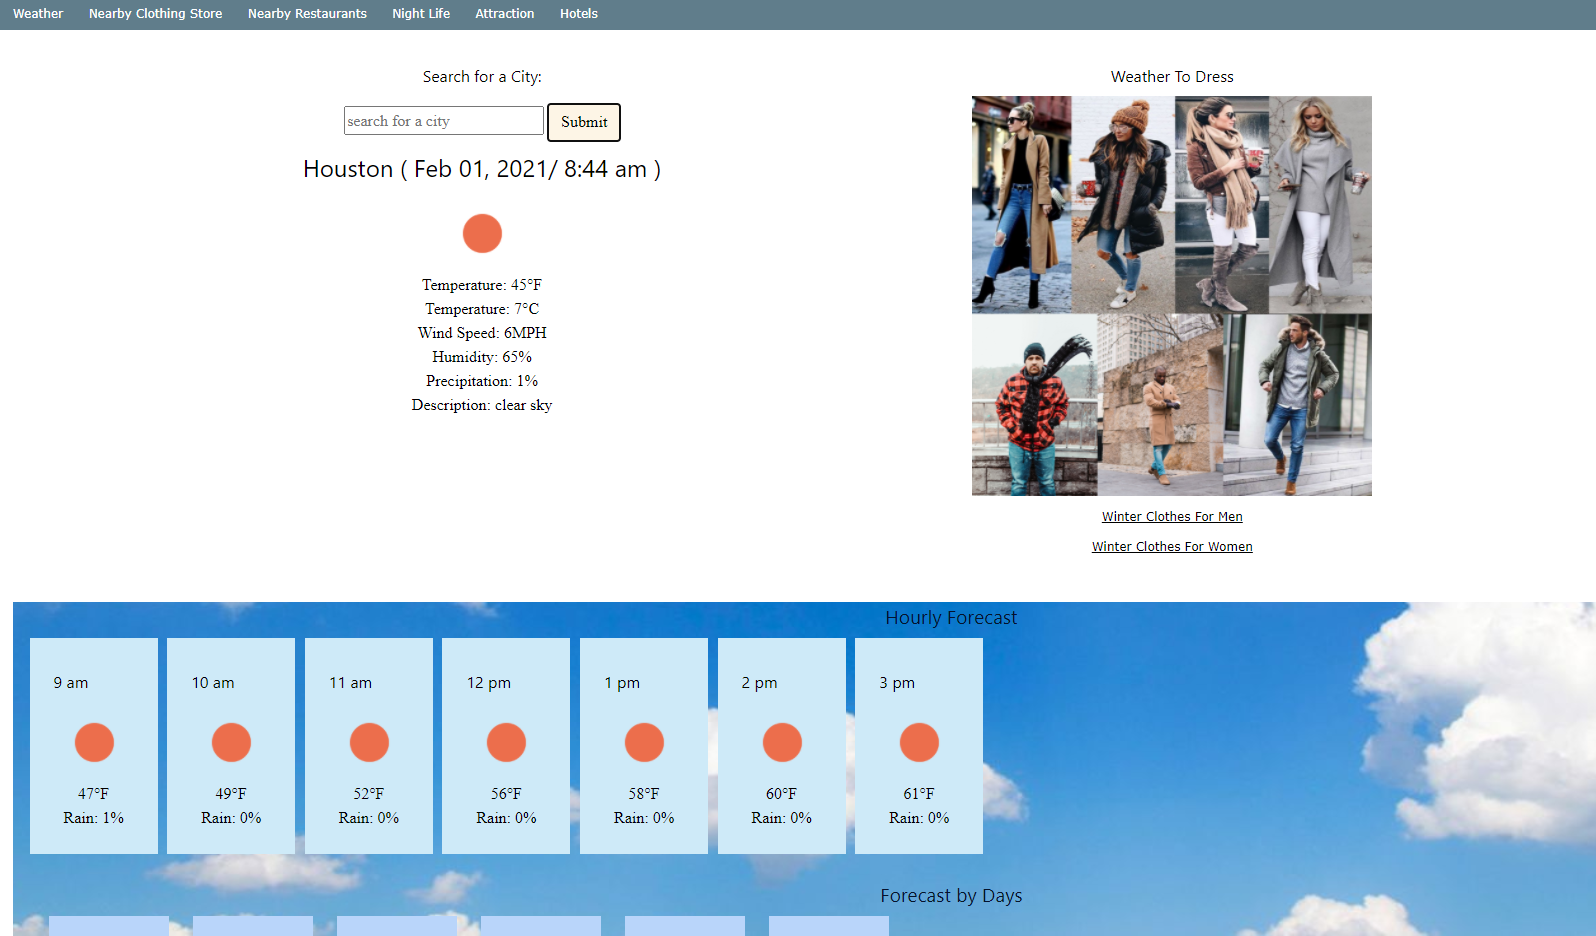 Weather Nearby Clothing Store Nearby Restaurants Night Life Attraction Hotels
Search for a City:
search for a city Submit
Houston ( Feb 01, 2021/ 8:44 am )
Temperature: 45°F
Temperature: 7°C
Wind Speed: 6MPH
Humidity: 65%
Precipitation: 1%
Description: clear sky
Weather To Dress
Winter Clothes For Men
Winter Clothes For Women
Hourly Forecast
9 am 10 am 11 am 12 pm 1 pm 2 pm 3 pm
47°F 49°F 52°F 56°F 58°F 60°F 61°F
Rain: 1% Rain: 0% Rain: 0% Rain: 0% Rain: 0% Rain: 0% Rain: 0%
Forecast by Days